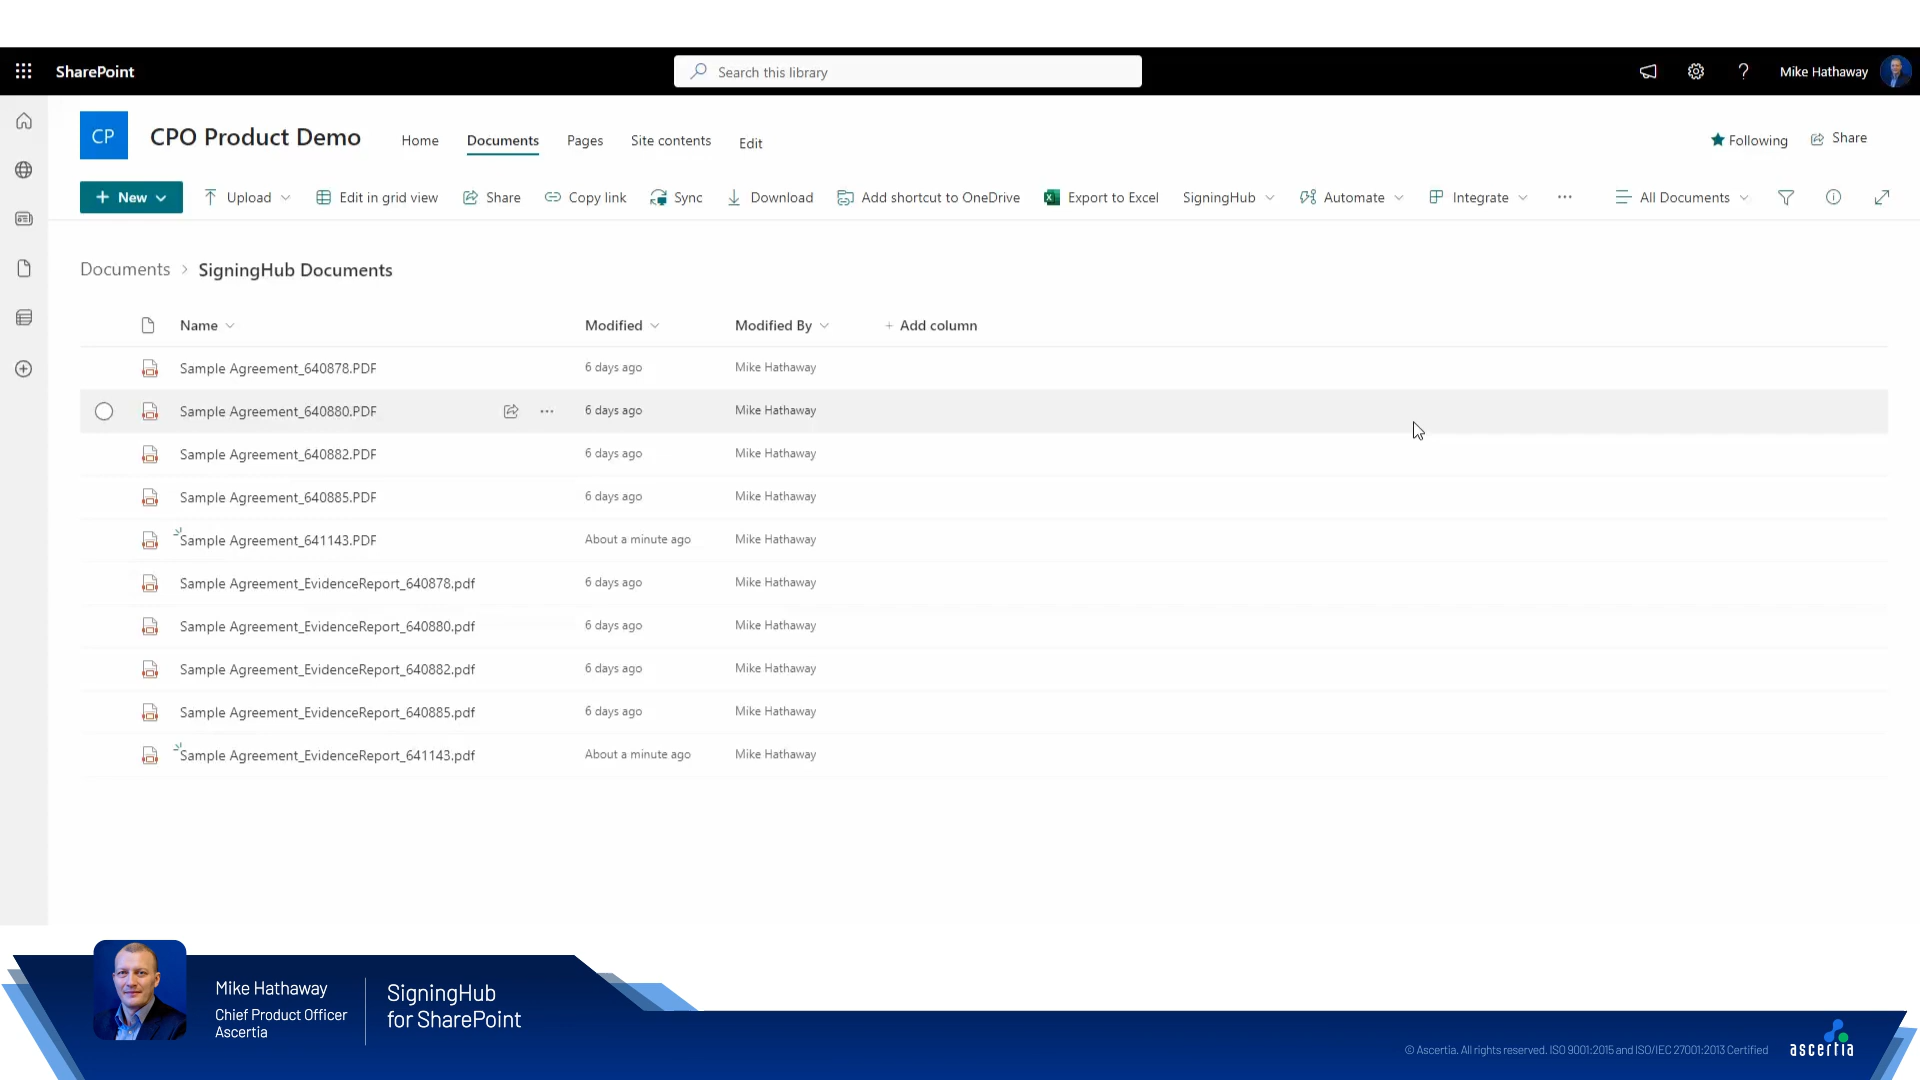 SharePoint
Search this library
Mike Hathaway
CP
CPO Product Demo
Home
Documents
Pages
Site contents
Edit
Following
Share
New
Upload
Edit in grid view
Share
Copy link
Sync
Download
Add shortcut to OneDrive
Export to Excel
SigningHub
Automate
Integrate
All Documents
Documents > SigningHub Documents
Name
Modified
Modified By
+ Add column
Sample Agreement_640878.PDF 6 days ago Mike Hathaway
Sample Agreement_640880.PDF 6 days ago Mike Hathaway
Sample Agreement_640882.PDF 6 days ago Mike Hathaway
Sample Agreement_640885.PDF 6 days ago Mike Hathaway
Sample Agreement_641143.PDF About a minute ago Mike Hathaway
Sample Agreement_EvidenceReport_640878.pdf 6 days ago Mike Hathaway
Sample Agreement_EvidenceReport_640880.pdf 6 days ago Mike Hathaway
Sample Agreement_EvidenceReport_640882.pdf 6 days ago Mike Hathaway
Sample Agreement_EvidenceReport_640885.pdf 6 days ago Mike Hathaway
Sample Agreement_EvidenceReport_641143.pdf About a minute ago Mike Hathaway
Mike Hathaway
Chief Product Officer
Ascertia
SigningHub
for SharePoint
© Ascertia. All rights reserved. ISO 9001:2015 and ISO/IEC 27001:2013 Certified
ascertia